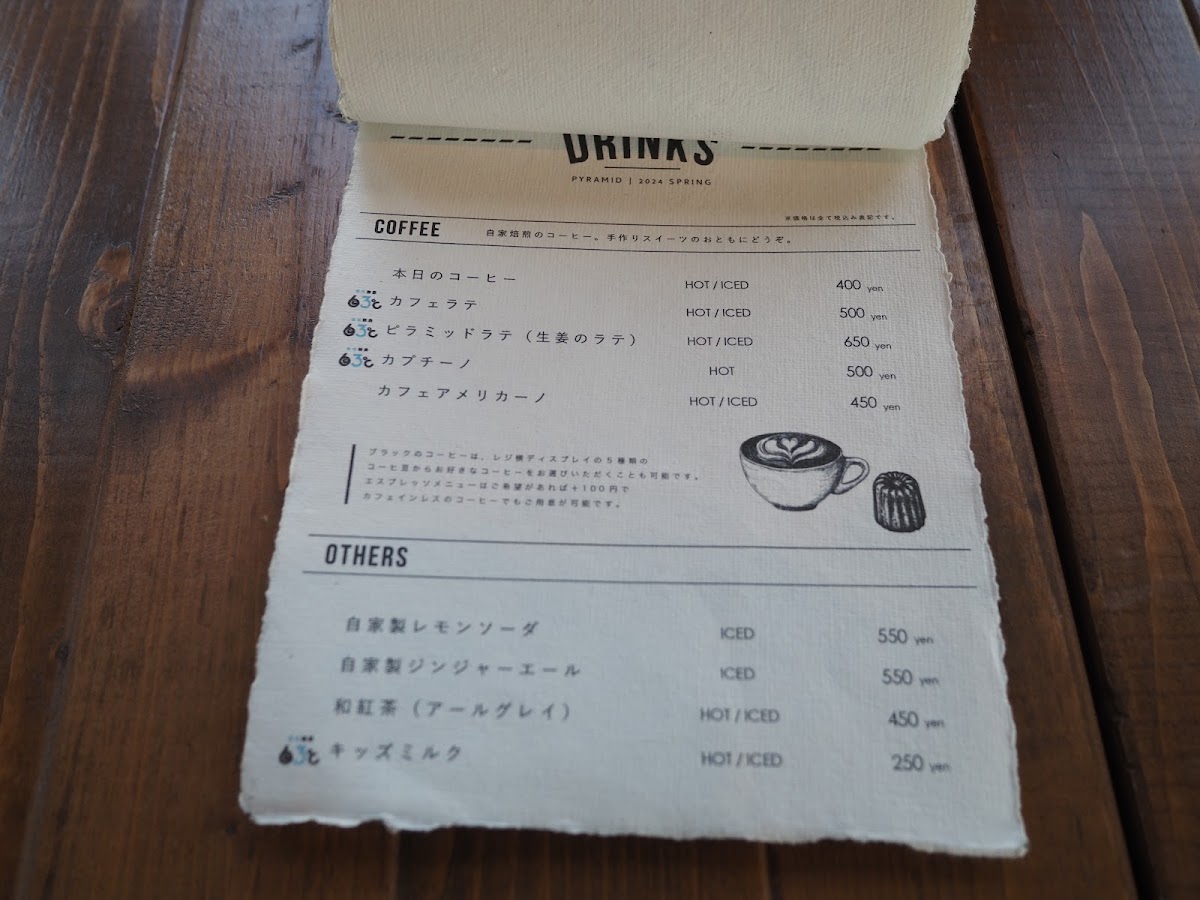 DRINKS
PYRAMID | 2024 SPRING
※価格は全て税込み表記です。
COFFEE 自家焙煎のコーヒー。手作りスイーツのおともにどうぞ。
本日のコーヒー HOT / ICED 400 yen
63℃ カフェラテ HOT / ICED 500 yen
63℃ ピラミッドラテ（生姜のラテ） HOT / ICED 650 yen
63℃ カプチーノ HOT 500 yen
カフェアメリカーノ HOT / ICED 450 yen
ブラックのコーヒーは、レジ横ディスプレイの５種類の
コーヒ豆からお好きなコーヒーをお選びいただくことも可能です。
エスプレッソメニューはご希望があれば＋100円で
カフェインレスのコーヒーでもご用意が可能です。
OTHERS
自家製レモンソーダ ICED 550 yen
自家製ジンジャーエール ICED 550 yen
和紅茶（アールグレイ） HOT / ICED 450 yen
63℃ キッズミルク HOT / ICED 250 yen